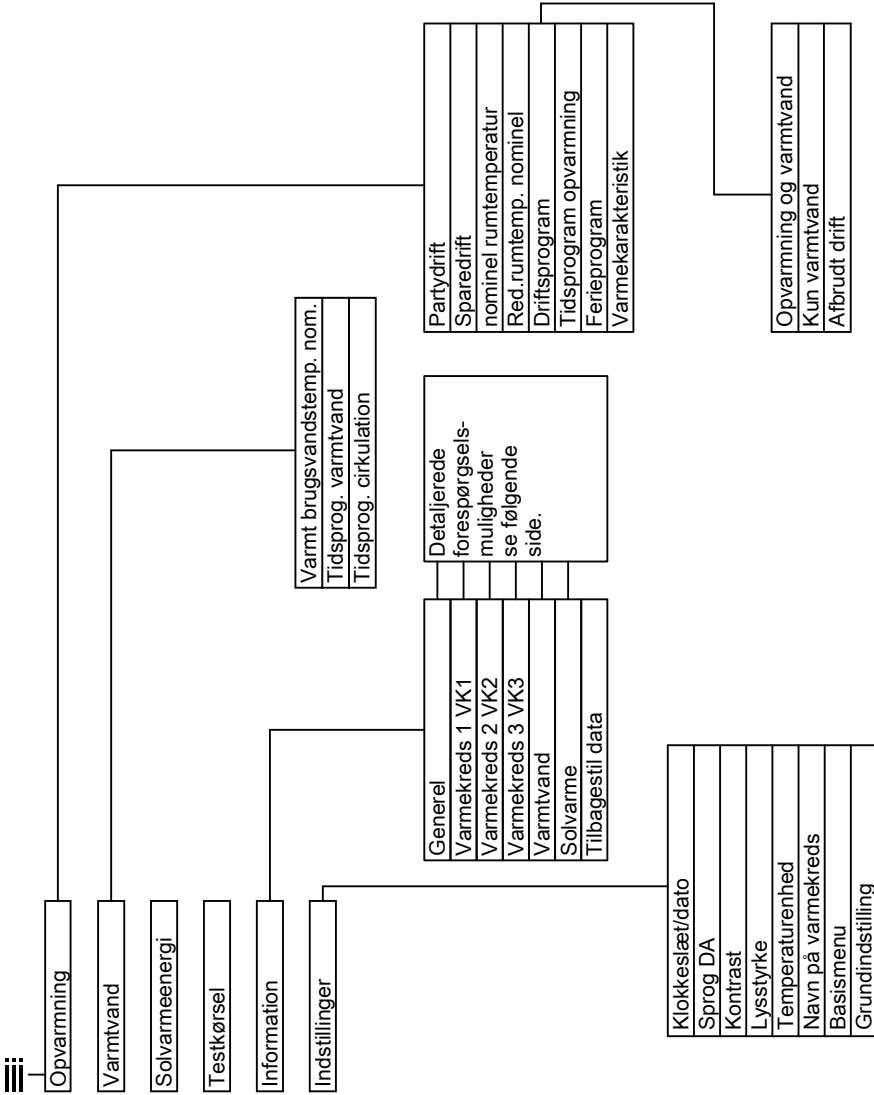 Opvarmning
Varmtvand
Solvarmeenergi
Testkørsel
Information
Indstillinger
Partydrift
Sparedrift
nominel rumtemperatur
Red.rumtemp. nominel
Driftsprogram
Tidsprogram opvarmning
Ferieprogram
Varmekarakteristik
Opvarmning og varmtvand
Kun varmtvand
Afbrudt drift
Varmt brugsvandstemp. nom.
Tidsprog. varmtvand
Tidsprog. cirkulation
Generel
Varmekreds 1 VK1
Varmekreds 2 VK2
Varmekreds 3 VK3
Varmtvand
Solvarme
Tilbagestil data
Detaljerede
forespørgsels-
muligheder
se følgende
side.
Klokkeslæt/dato
Sprog DA
Kontrast
Lysstyrke
Temperaturenhed
Navn på varmekreds
Basismenu
Grundindstilling